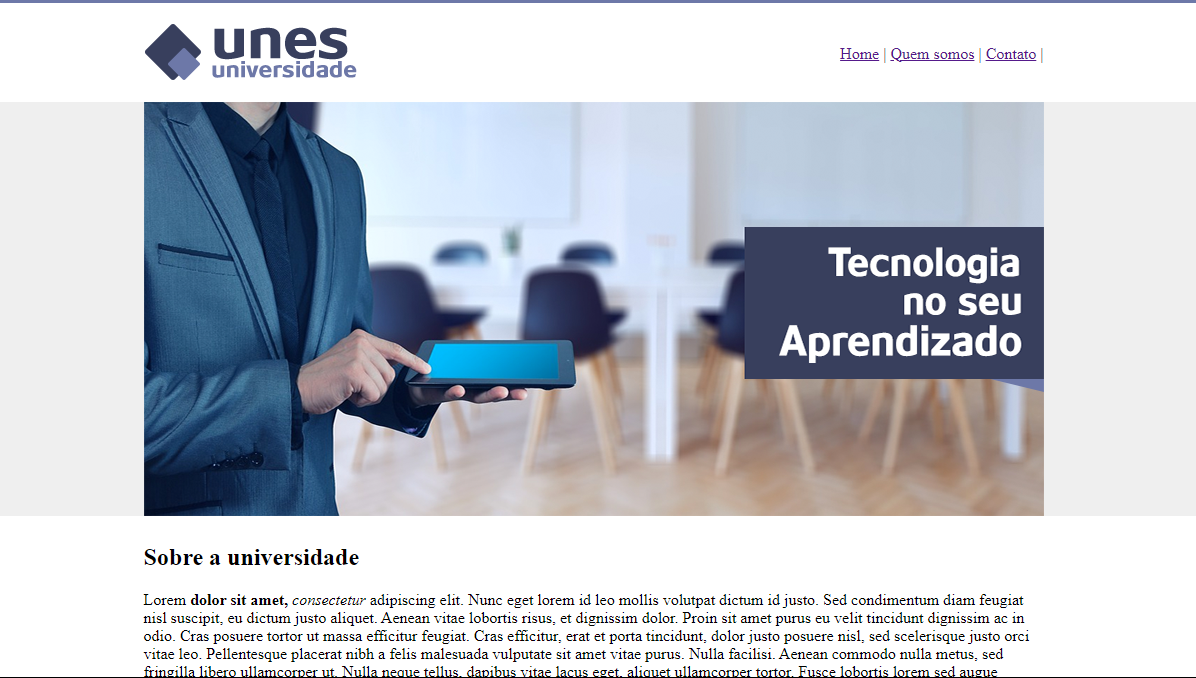 unes
universidade
Home | Quem somos | Contato |
Tecnologia
no seu
Aprendizado
Sobre a universidade
Lorem dolor sit amet, consectetur adipiscing elit. Nunc eget lorem id leo mollis volutpat dictum id justo. Sed condimentum diam feugiat
nisl suscipit, eu dictum justo aliquet. Aenean vitae lobortis risus, et dignissim dolor. Proin sit amet purus eu velit tincidunt dignissim ac in
odio. Cras posuere tortor ut massa efficitur feugiat. Cras efficitur, erat et porta tincidunt, dolor justo posuere nisl, sed scelerisque justo orci
vitae leo. Pellentesque placerat nibh a felis malesuada vulputate sit amet vitae purus. Nulla facilisi. Aenean commodo nulla metus, sed
fringilla libero ullamcorper ut. Nulla neque tellus, dapibus vitae lacus eget, aliquet ullamcorper tortor. Fusce lobortis lorem sed augue